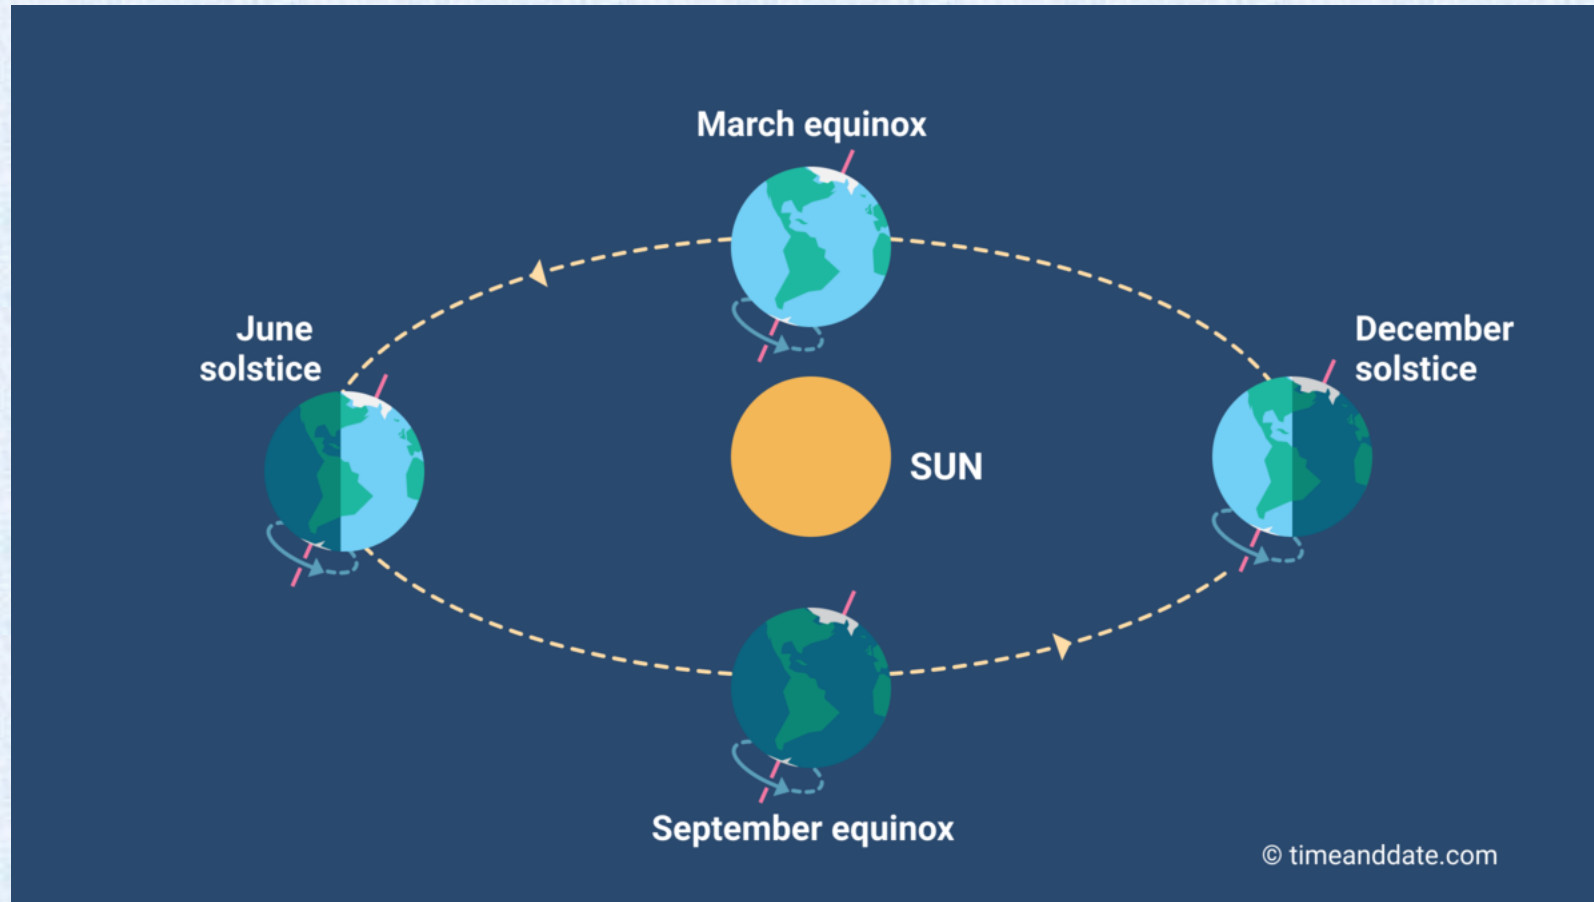 March equinox
June
solstice
December
solstice
SUN
September equinox
© timeanddate.com